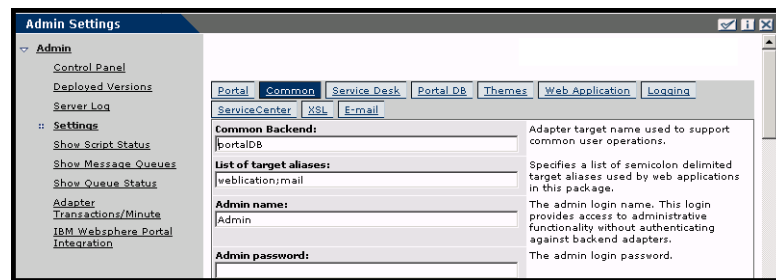 Admin Settings
Admin
Control Panel
Deployed Versions
Server Log
Settings
Show Script Status
Show Message Queues
Show Queue Status
Adapter
Transactions/Minute
IBM Websphere Portal
Integration
Portal Common Service Desk Portal DB Themes Web Application Logging
ServiceCenter XSL E-mail
Common Backend:
portalDB
Adapter target name used to support
common user operations.
List of target aliases:
weblication;mail
Specifies a list of semicolon delimited
target aliases used by web applications
in this package.
Admin name:
Admin
The admin login name. This login
provides access to administrative
functionality without authenticating
against backend adapters.
Admin password:
The admin login password.